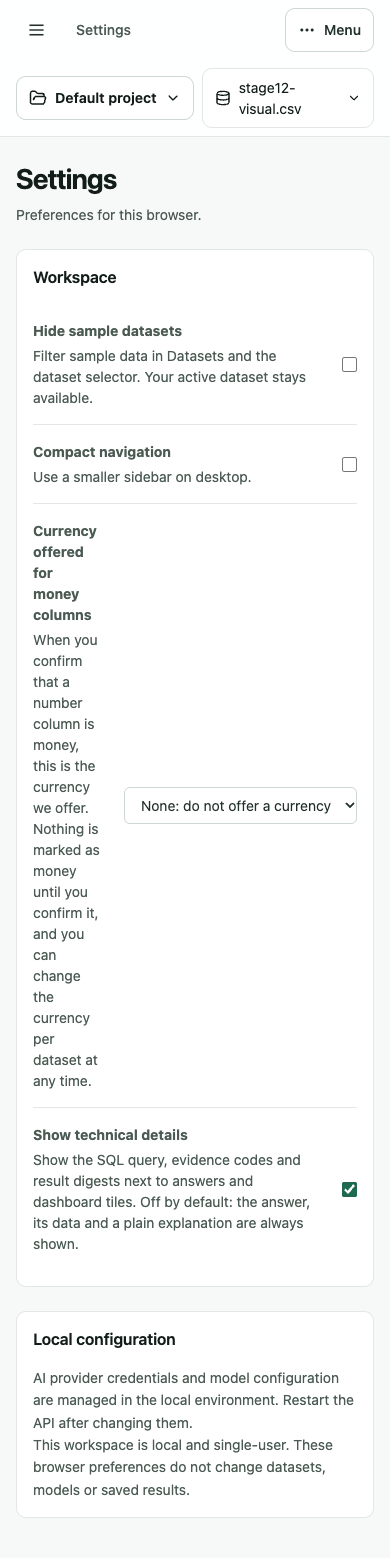 Settings
Menu
Default project
stage12-
visual.csv
Settings
Preferences for this browser.
Workspace
Hide sample datasets
Filter sample data in Datasets and the
dataset selector. Your active dataset stays
available.
Compact navigation
Use a smaller sidebar on desktop.
Currency
offered
for
money
columns
When you
confirm
that a
number
column is
money,
this is the
currency
we offer.
Nothing is
marked as
money
until you
confirm it,
and you
can
change
the
currency
per
dataset at
any time.
None: do not offer a currency
Show technical details
Show the SQL query, evidence codes and
result digests next to answers and
dashboard tiles. Off by default: the answer,
its data and a plain explanation are always
shown.
Local configuration
AI provider credentials and model configuration
are managed in the local environment. Restart the
API after changing them.
This workspace is local and single-user. These
browser preferences do not change datasets,
models or saved results.